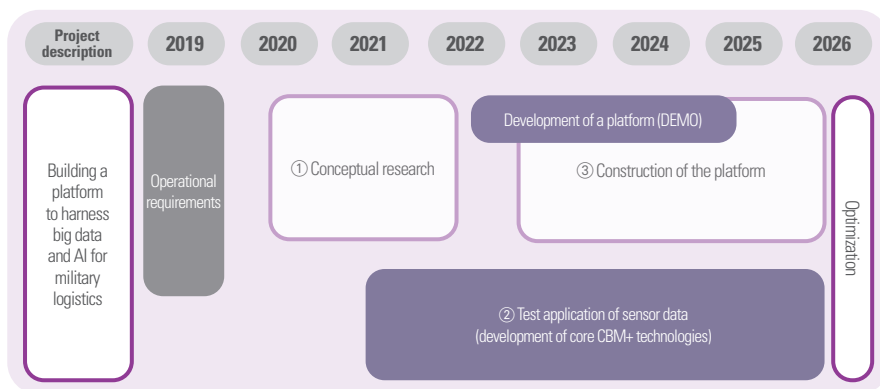 Project
description
2019
2020
2021
2022
2023
2024
2025
2026
Building a
platform
to harness
big data
and AI for
military
logistics
Operational
requirements
① Conceptual research
Development of a platform (DEMO)
③ Construction of the platform
② Test application of sensor data
(development of core CBM+ technologies)
Optimization